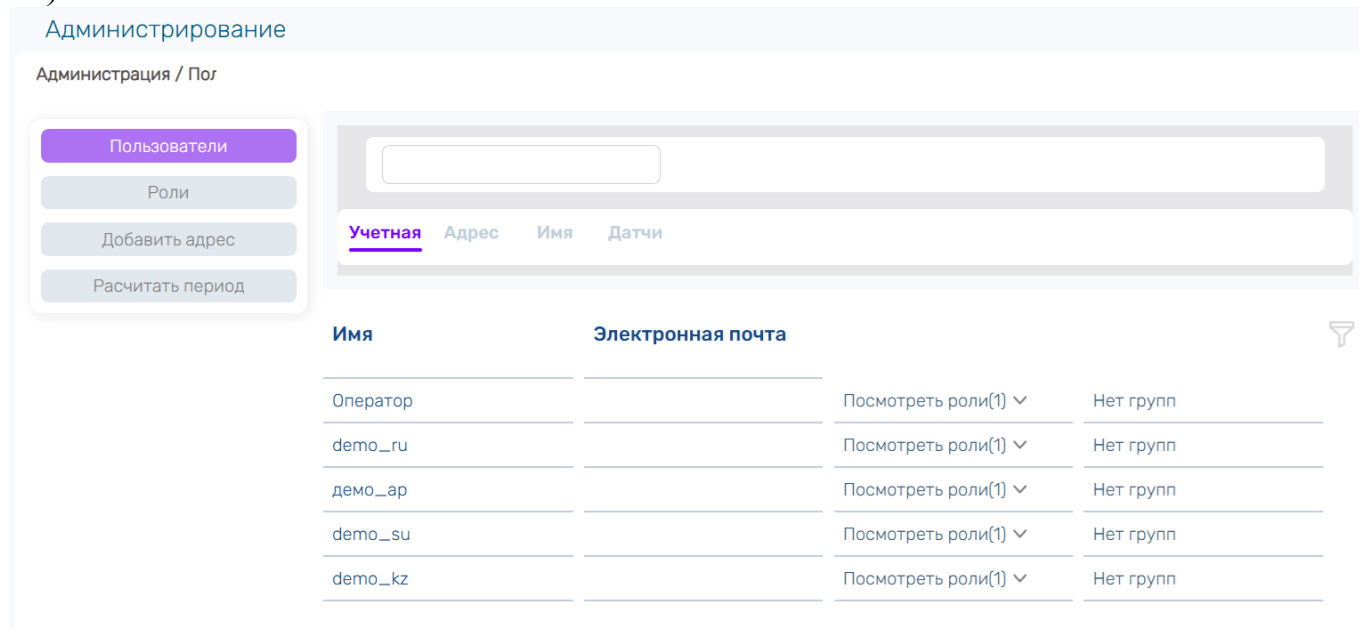 Администрирование
Администрация / Пол
Пользователи
Роли
Добавить адрес
Расчитать период
Учетная Адрес Имя Датчи
Имя Электронная почта
Оператор Посмотреть роли(1) Нет групп
demo_ru Посмотреть роли(1) Нет групп
демо_ар Посмотреть роли(1) Нет групп
demo_su Посмотреть роли(1) Нет групп
demo_kz Посмотреть роли(1) Нет групп